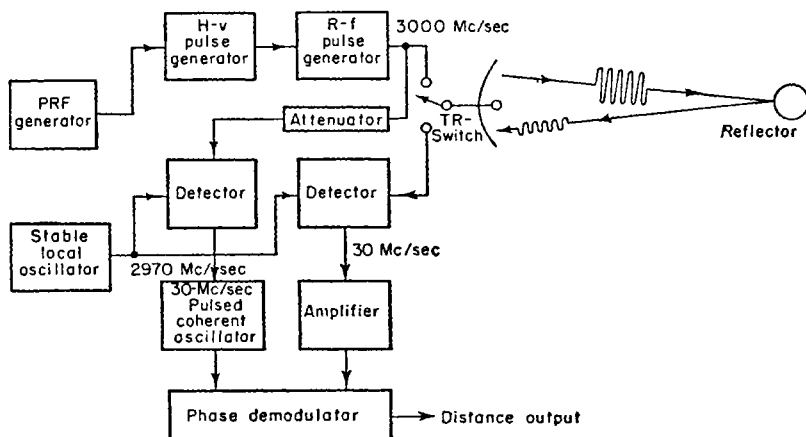 H-v
pulse
generator
R-f
pulse
generator
3000 Mc/sec
PRF
generator
Attenuator
TR-
Switch
Reflector
Detector
Detector
Stable
local
oscillator
2970 Mc/sec
30 Mc/sec
30-Mc/sec
Pulsed
coherent
oscillator
Amplifier
Phase demodulator
Distance output